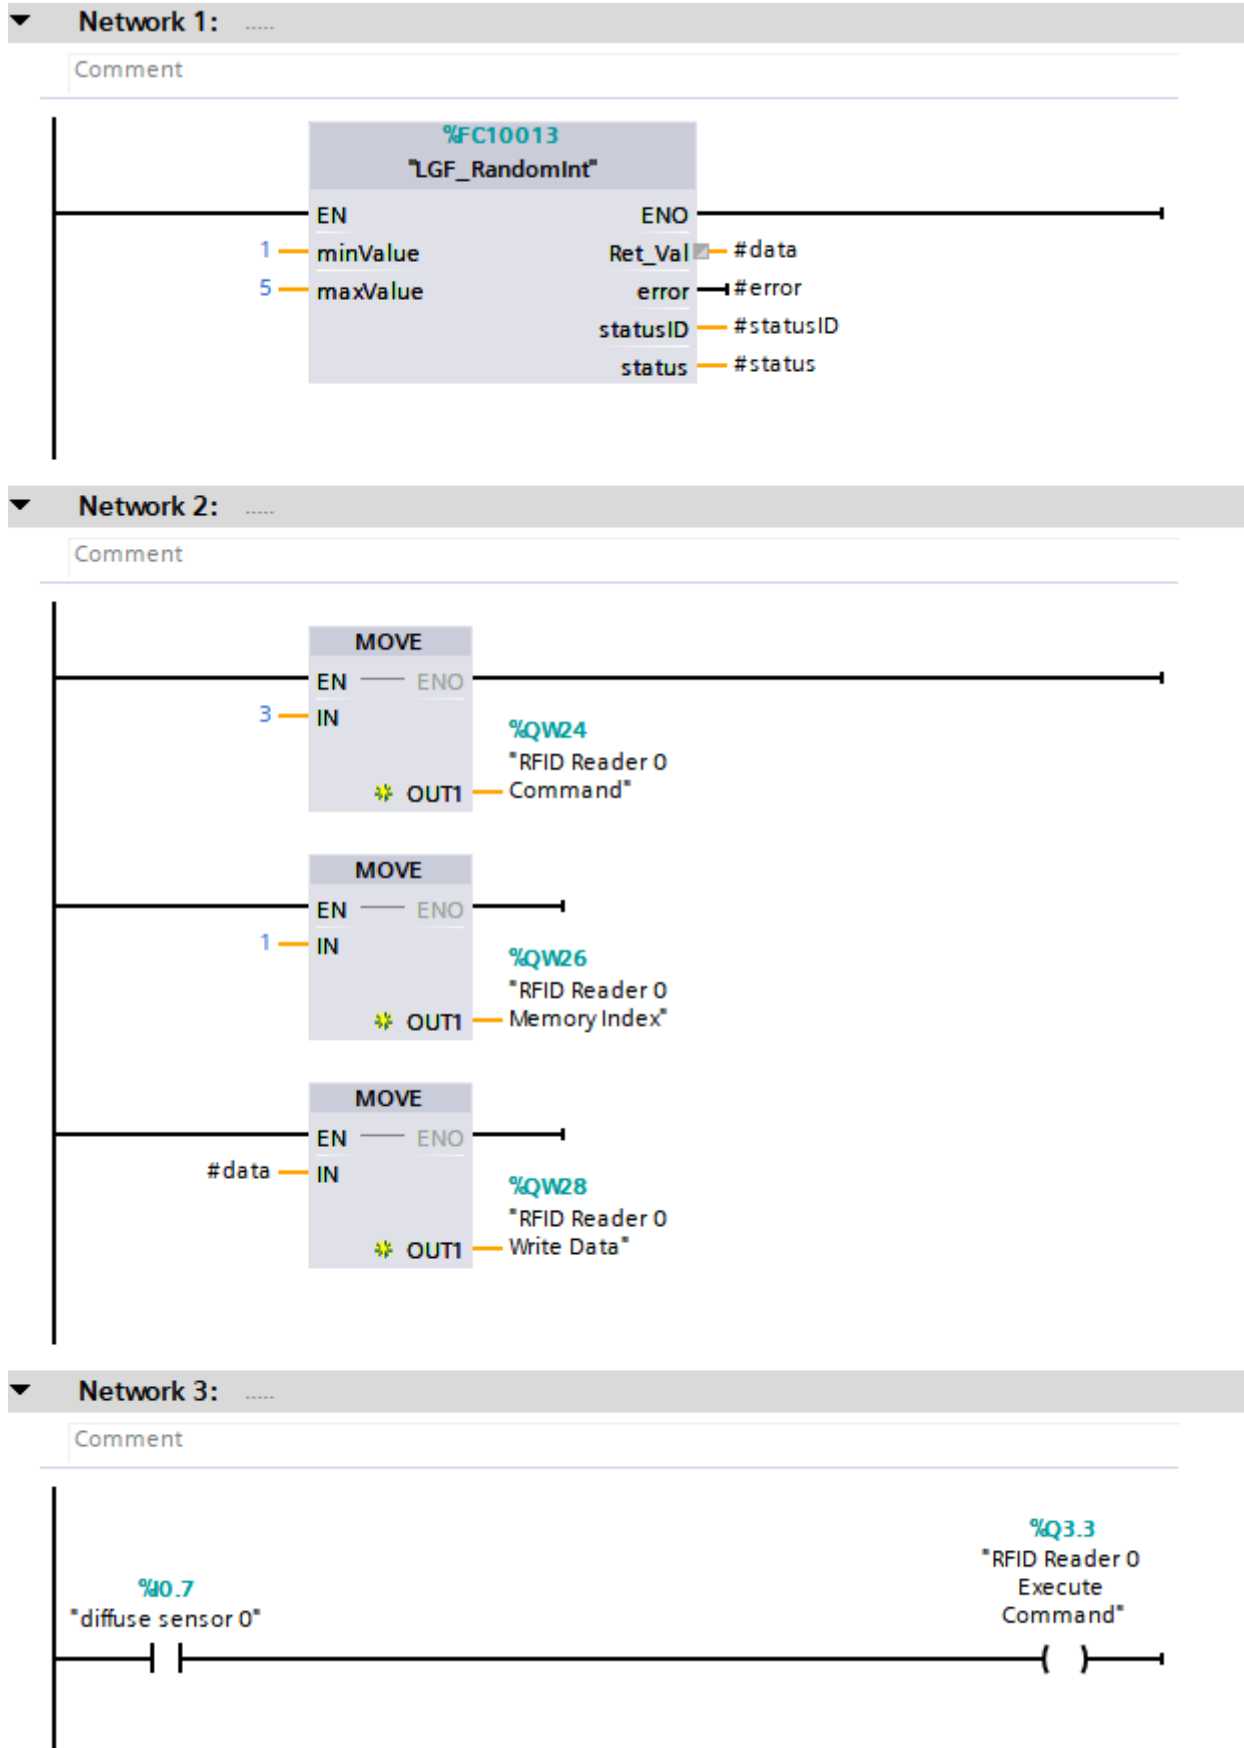 Network 1: .....
Comment
%FC10013
"LGF_RandomInt"
EN ENO
1 minValue Ret_Val #data
5 maxValue error #error
statusID #statusID
status #status
Network 2: .....
Comment
MOVE
EN ENO
3 IN
%QW24
"RFID Reader 0
OUT1 Command"
MOVE
EN ENO
1 IN
%QW26
"RFID Reader 0
OUT1 Memory Index"
MOVE
EN ENO
#data IN
%QW28
"RFID Reader 0
OUT1 Write Data"
Network 3: .....
Comment
%Q3.3
"RFID Reader 0
Execute
Command"
%I0.7
"diffuse sensor 0"